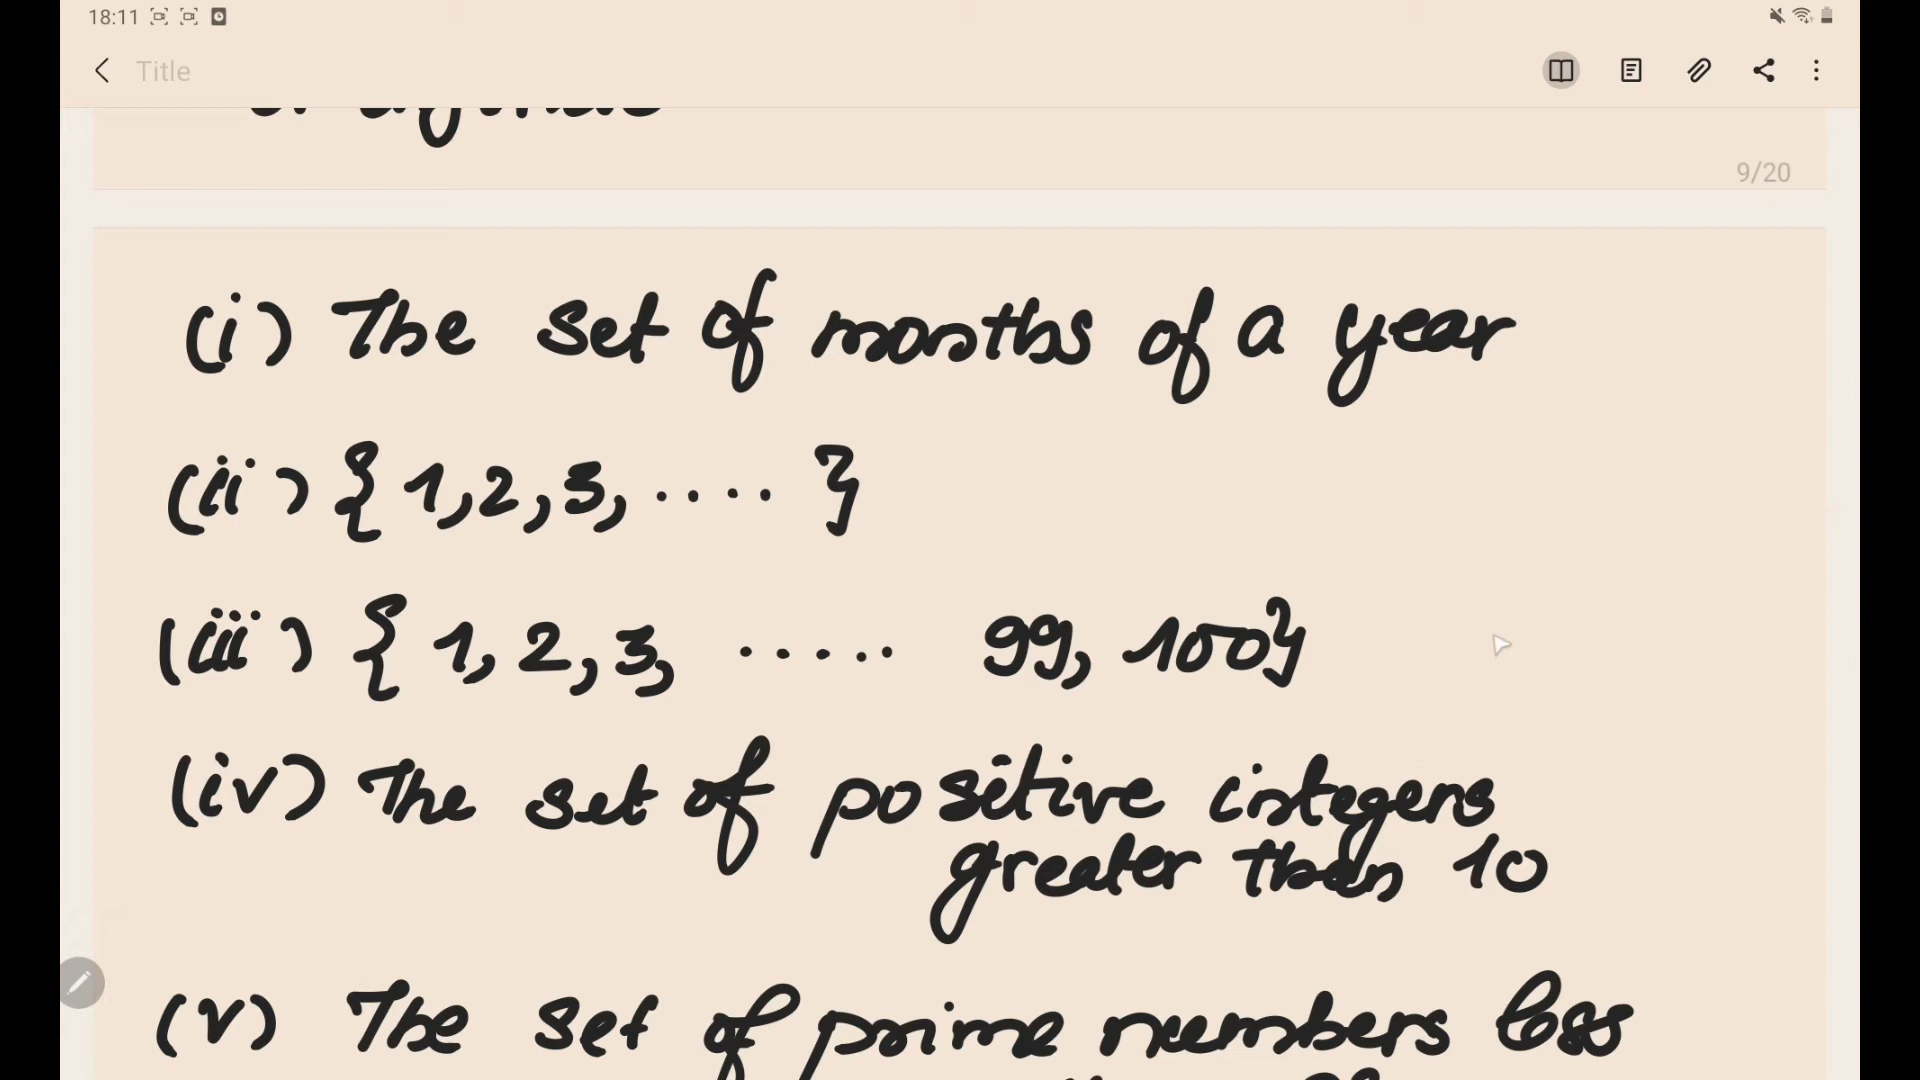 18:11
Title
9/20
(i) The set of months of a year
(ii) {1,2,3, .... }
(iii) { 1, 2, 3, ..... 99, 100}
(iv) The set of positive integers
greater than 10
(v) The set of prime numbers less